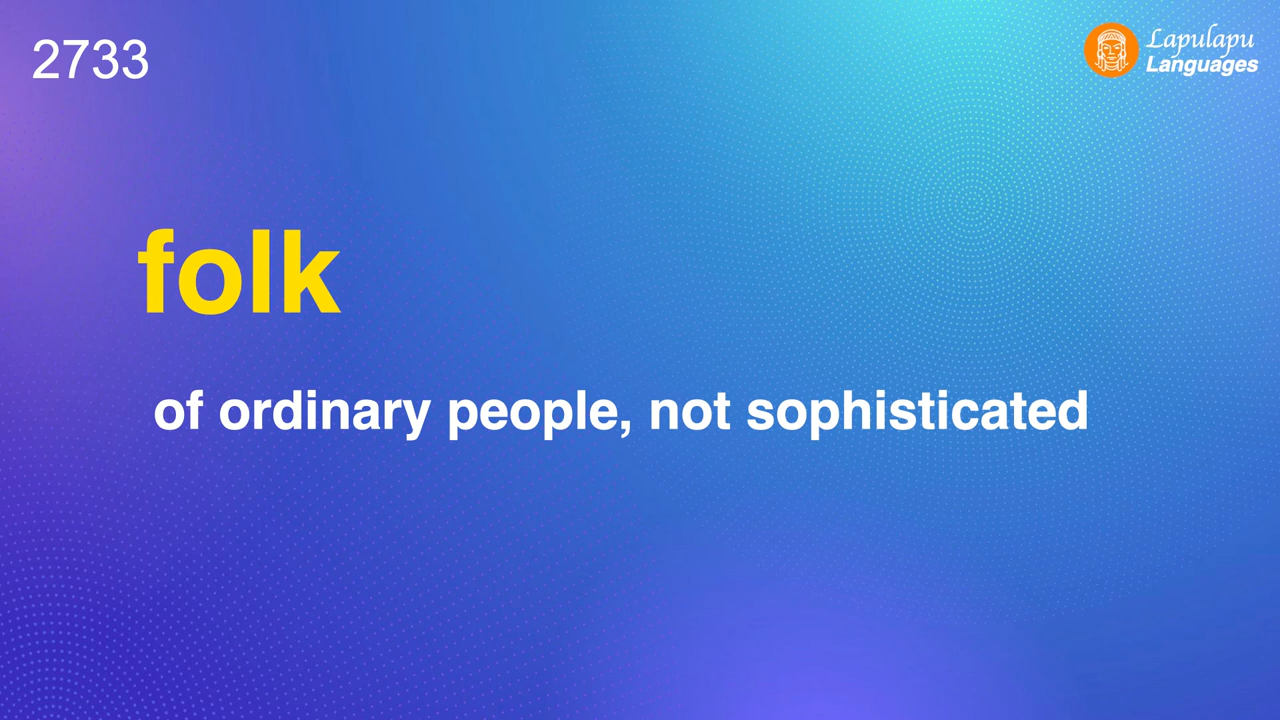 2733
Lapulapu
Languages
folk
of ordinary people, not sophisticated